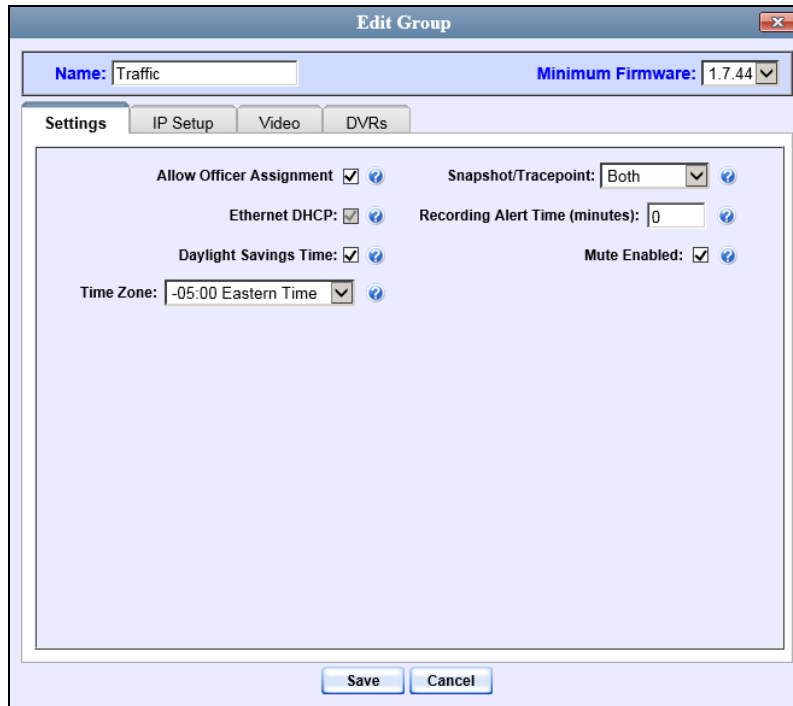 Edit Group
Name: Traffic
Minimum Firmware: 1.7.44
Settings
IP Setup
Video
DVRs
Allow Officer Assignment
Snapshot/Tracepoint: Both
Ethernet DHCP:
Recording Alert Time (minutes): 0
Daylight Savings Time:
Mute Enabled:
Time Zone: -05:00 Eastern Time
Save
Cancel